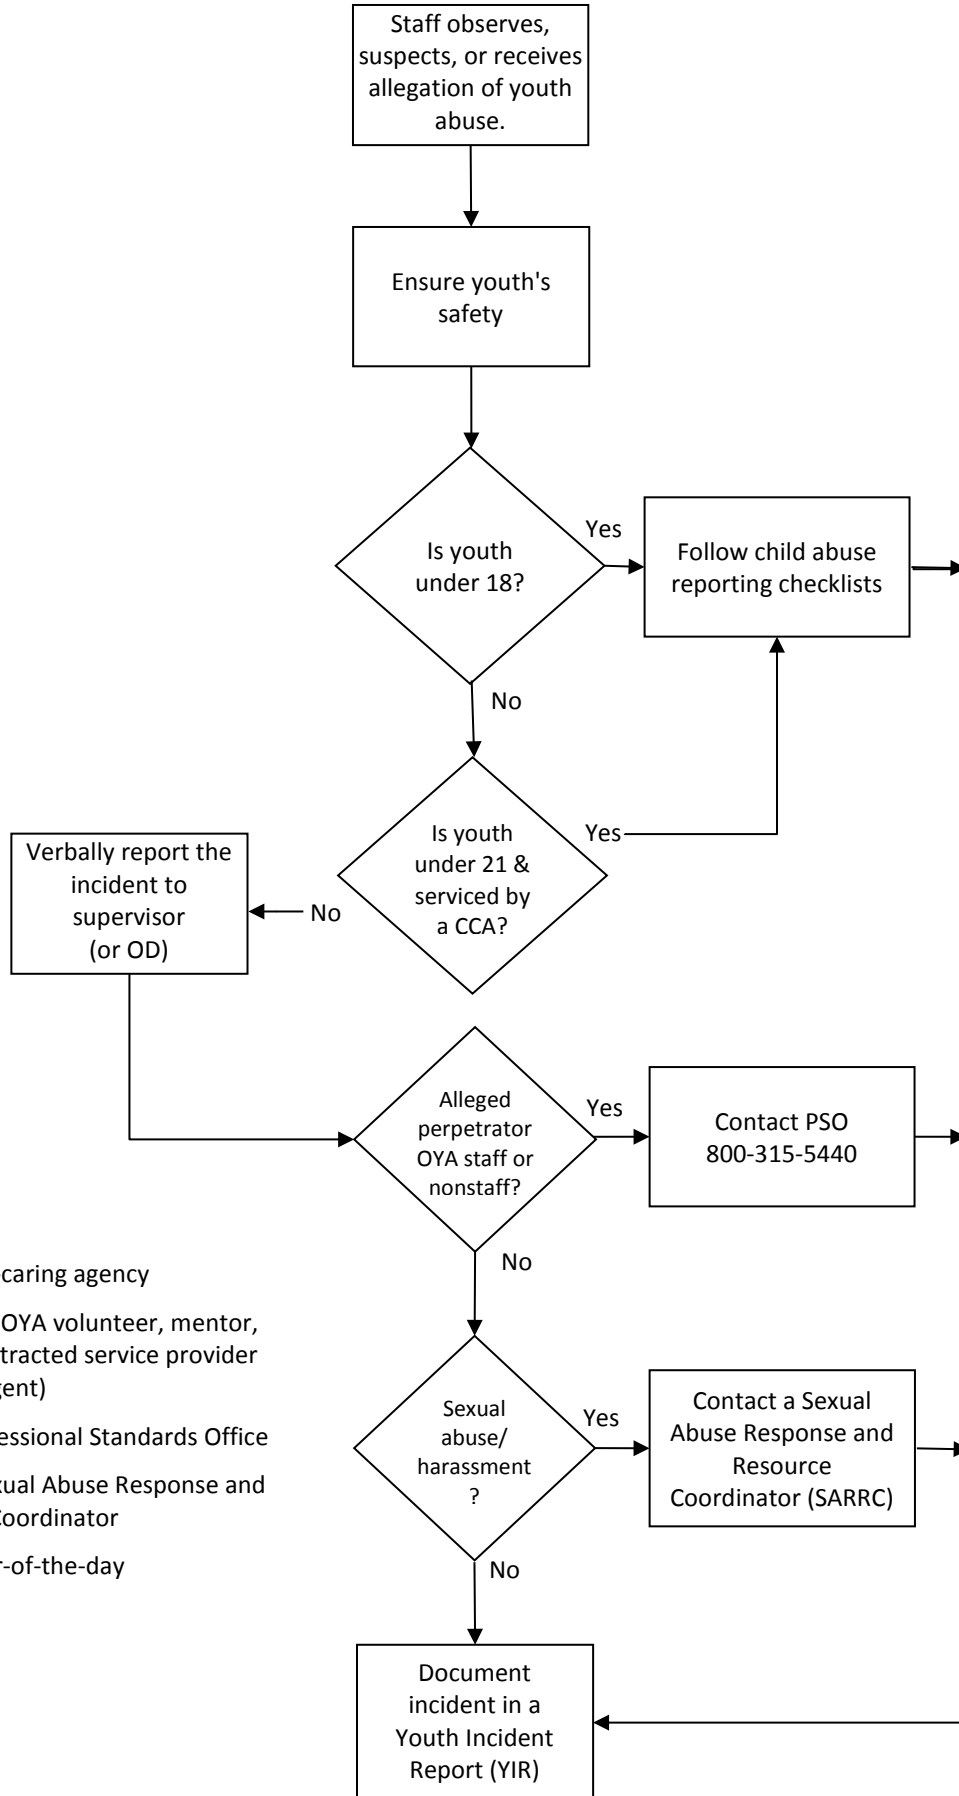 Staff observes,
suspects, or receives
allegation of youth
abuse.
Ensure youth's
safety
Is youth
under 18?
Yes
Follow child abuse
reporting checklists
No
Is youth
under 21 &
serviced by
a CCA?
Yes
Verbally report the
incident to
supervisor
(or OD)
No
Alleged
perpetrator
OYA staff or
nonstaff?
Yes
Contact PSO
800-315-5440
No
caring agency
OYA volunteer, mentor,
tracted service provider
gent)
essional Standards Office
xual Abuse Response and
Coordinator
r-of-the-day
Sexual
abuse/
harassment
?
Yes
Contact a Sexual
Abuse Response and
Resource
Coordinator (SARRC)
No
Document
incident in a
Youth Incident
Report (YIR)